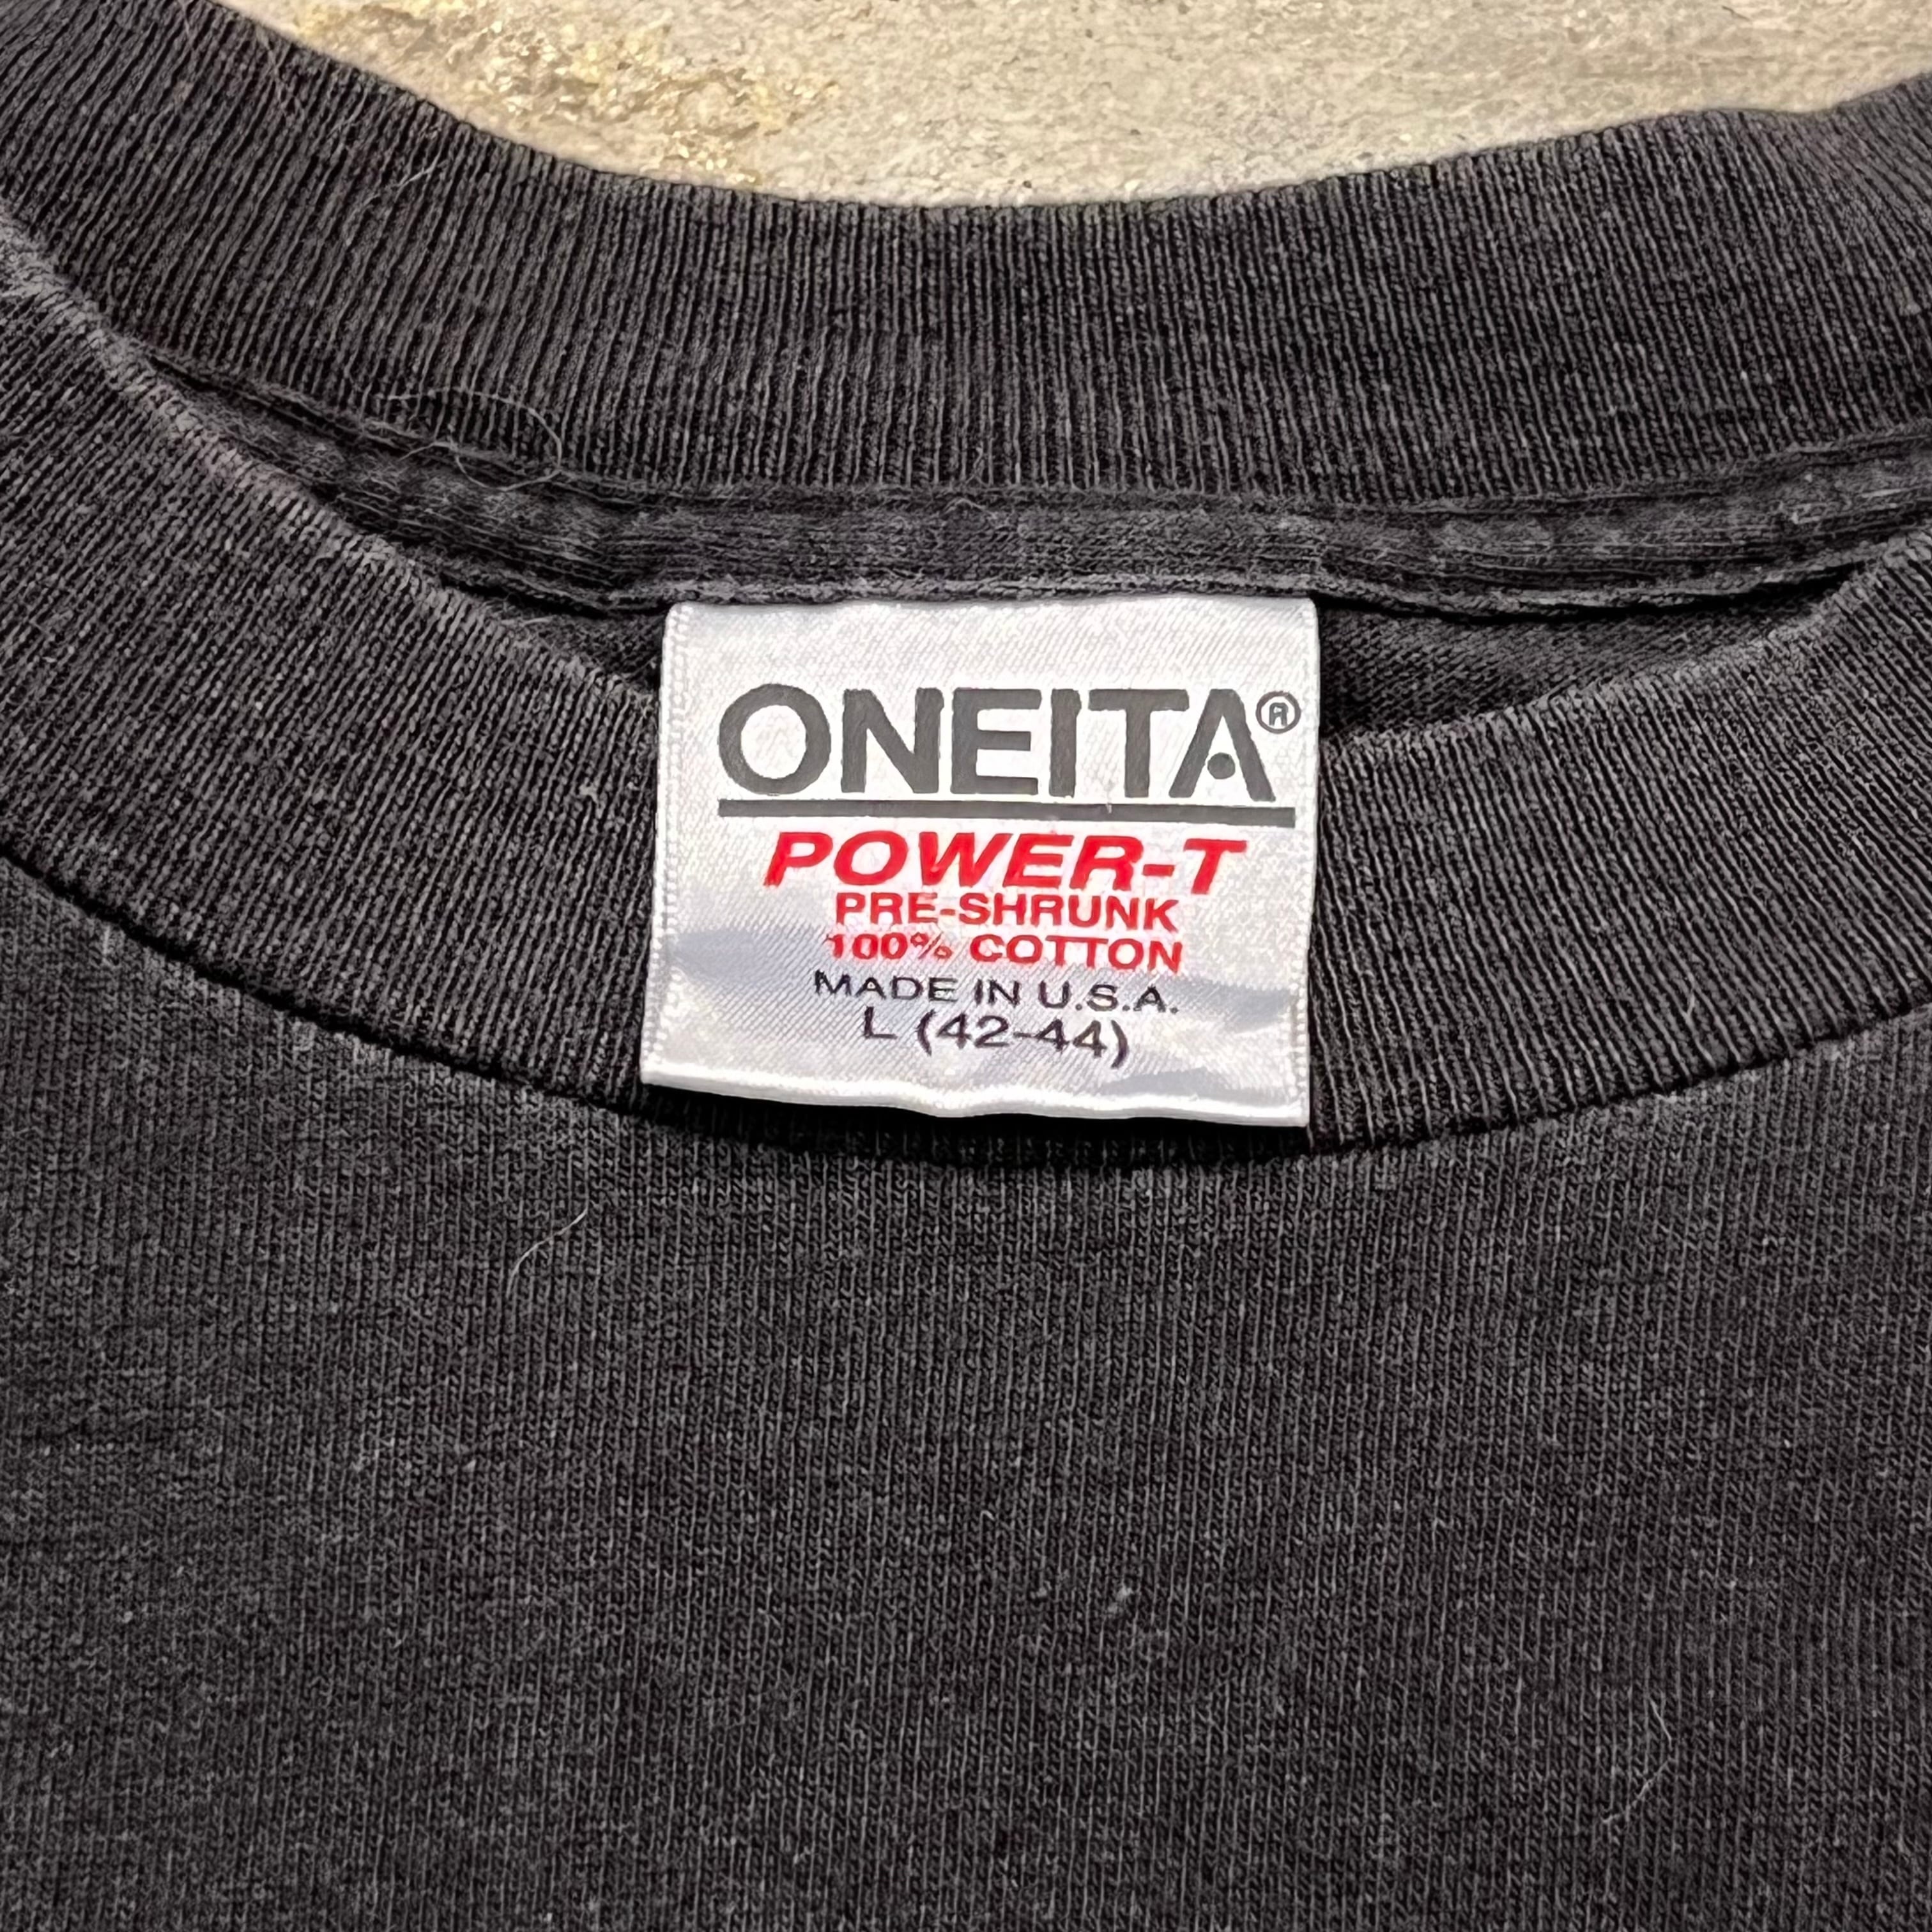 ONEITA®
POWER-T
PRE-SHRUNK
100% COTTON
MADE IN U.S.A.
L (42-44)